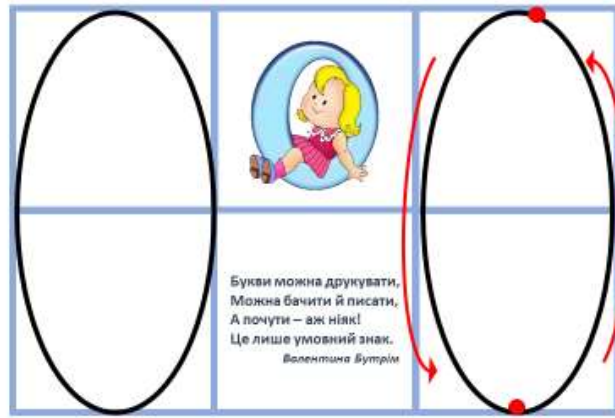 Букви можна друкувати,
Можна бачити й писати,
А почути – аж ніяк!
Це лише умовний знак.
Валентина Бутрім